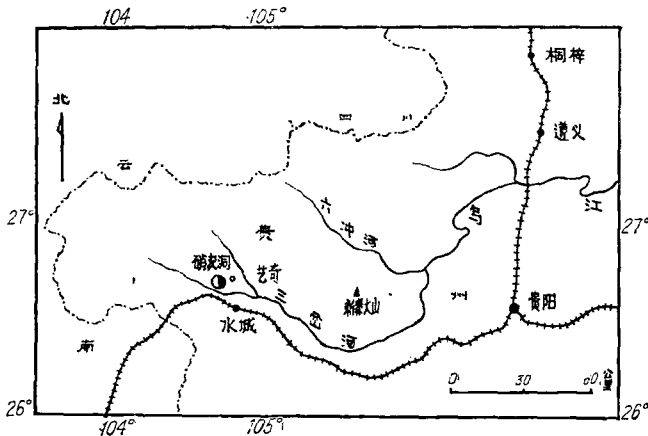 104 105°
桐梓
北
四 川
遵义
云
27° 六冲河 乌 江 27°
贵
硝灰洞 艺奇
三岔河 州 贵阳
水城
南
0 30 60 公里
26° 26°
104° 105°